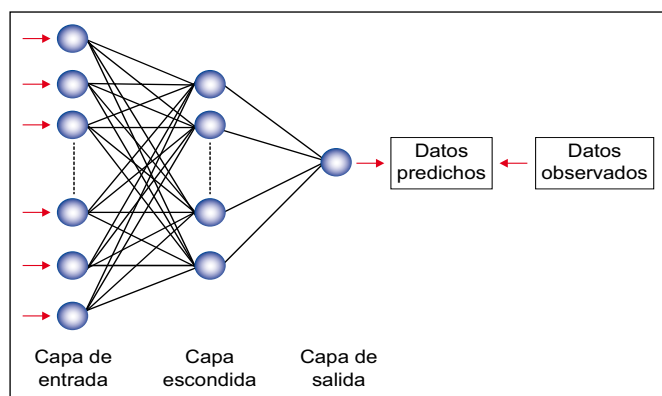 Datos
predichos
Datos
observados
Capa de
entrada
Capa
escondida
Capa de
salida